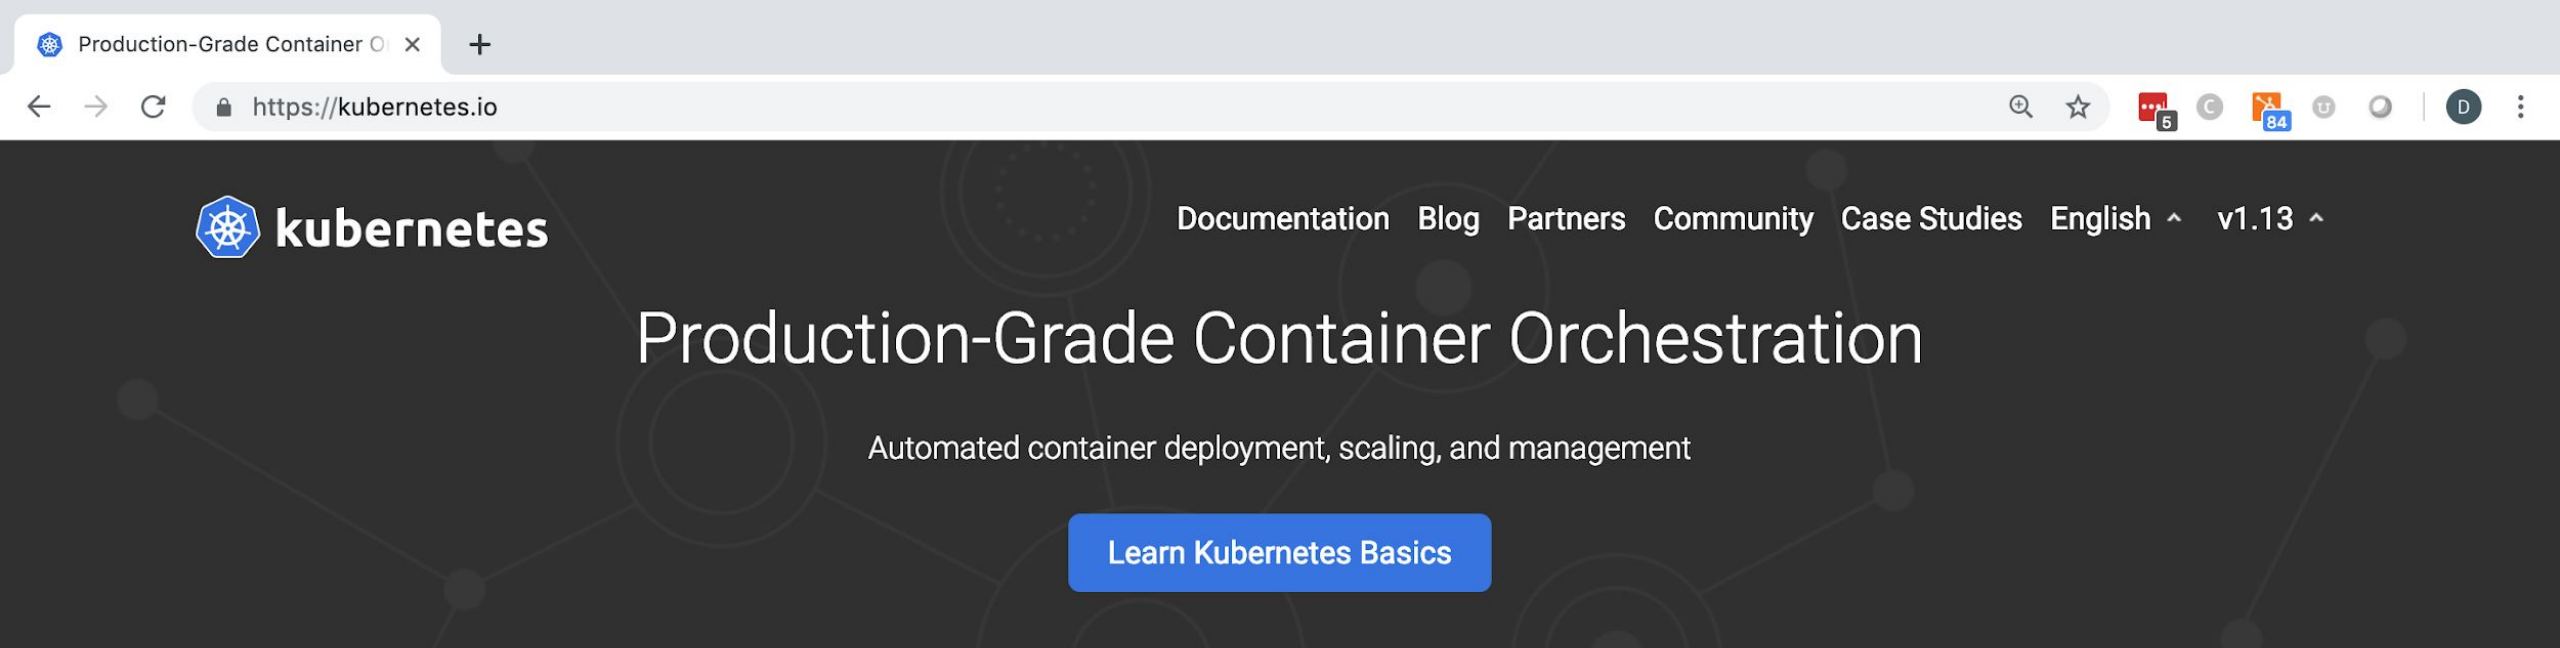 Production-Grade Container O
https://kubernetes.io
5
C
84
U
D
kubernetes
Documentation Blog Partners Community Case Studies English v1.13
Production-Grade Container Orchestration
Automated container deployment, scaling, and management
Learn Kubernetes Basics